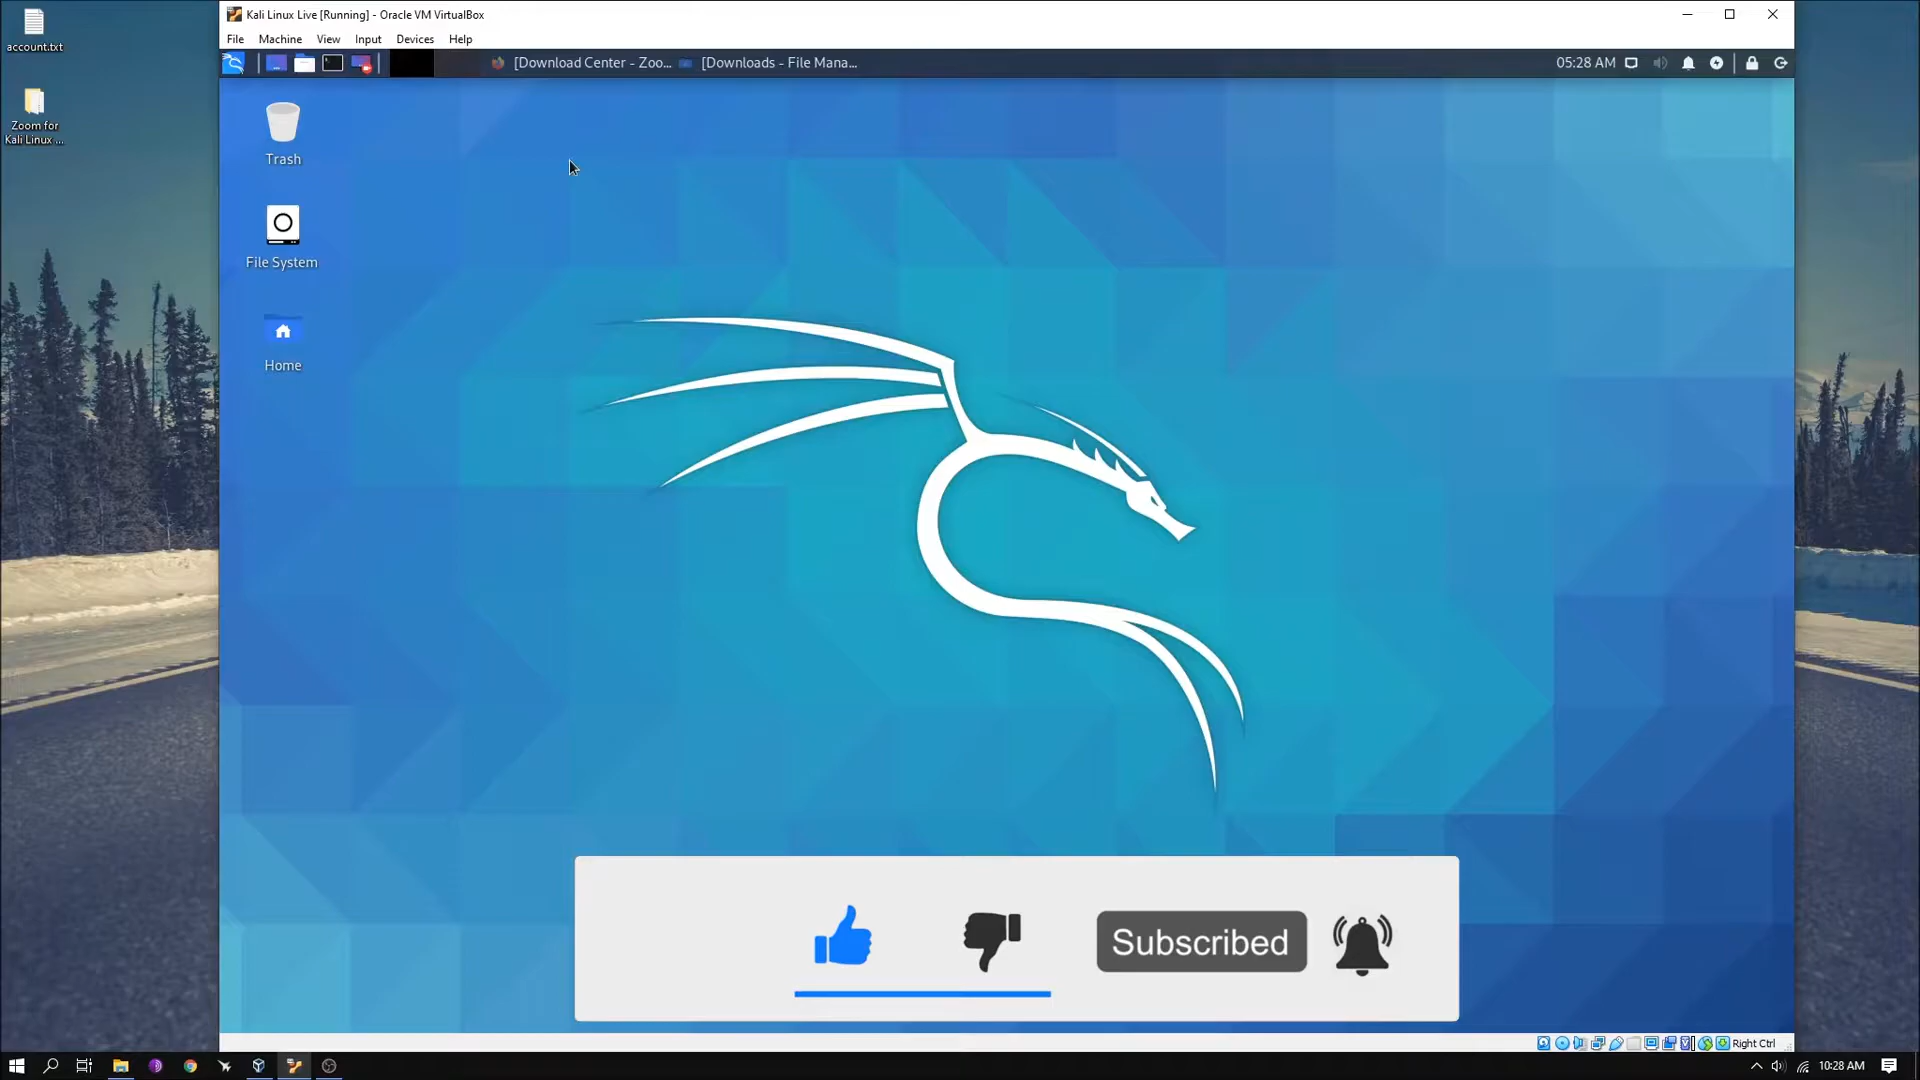 account.txt
Zoom for
Kali Linux ...
Kali Linux Live [Running] - Oracle VM VirtualBox
File Machine View Input Devices Help
[Download Center - Zoo... [Downloads - File Mana... 05:28 AM
Trash
File System
Home
Subscribed
Right Ctrl
10:28 AM